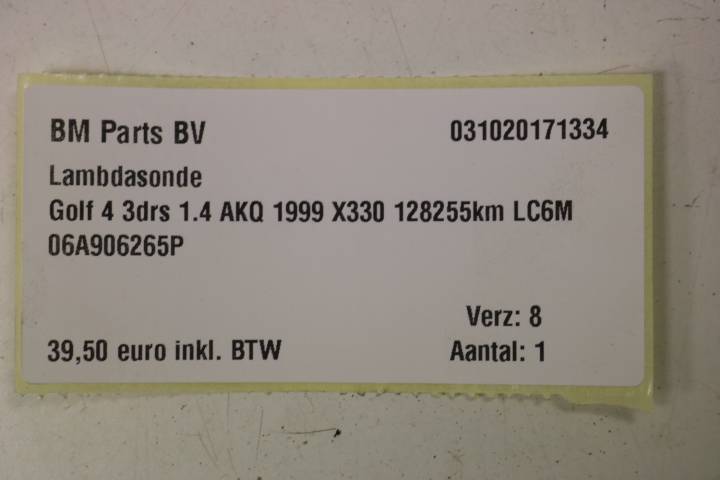 BM Parts BV 031020171334
Lambdasonde
Golf 4 3drs 1.4 AKQ 1999 X330 128255km LC6M
06A906265P
Verz: 8
39,50 euro inkl. BTW Aantal: 1